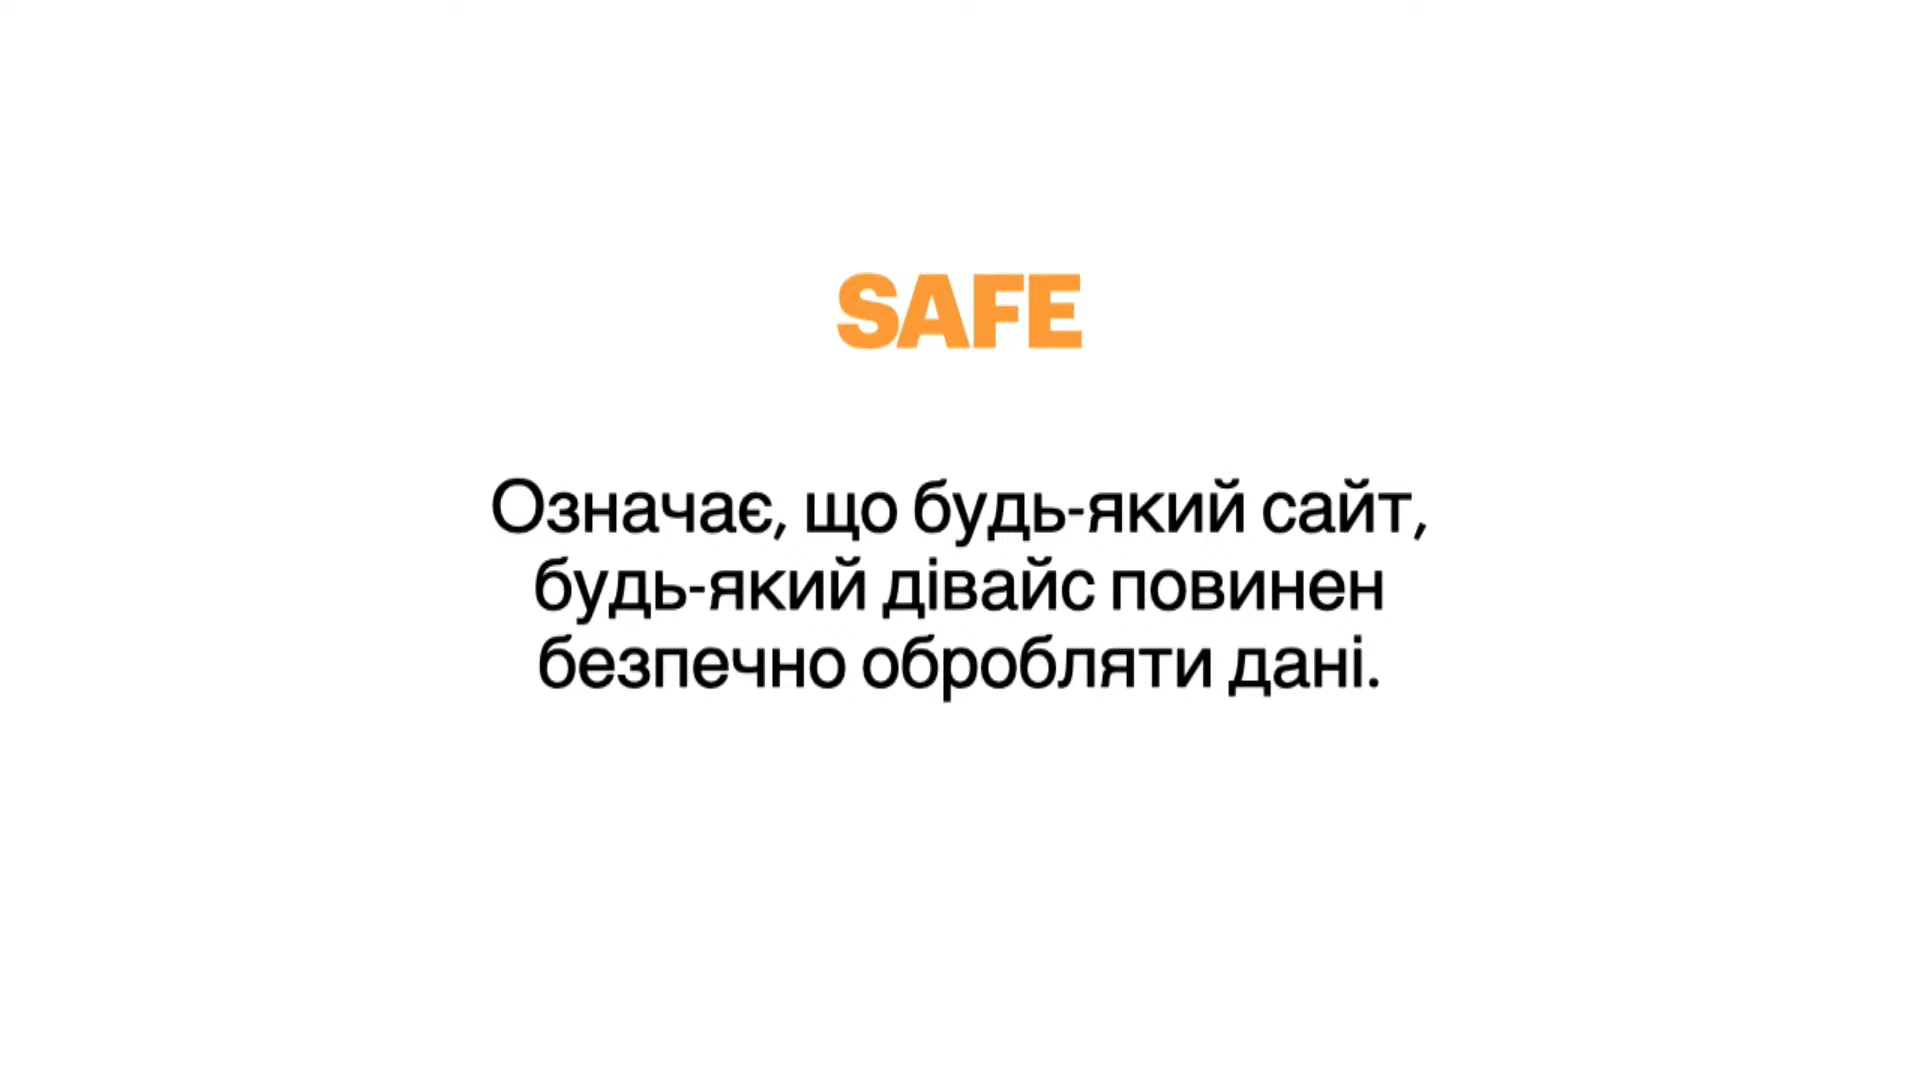 SAFE
Означає, що будь-який сайт,
будь-який дівайс повинен
безпечно обробляти дані.